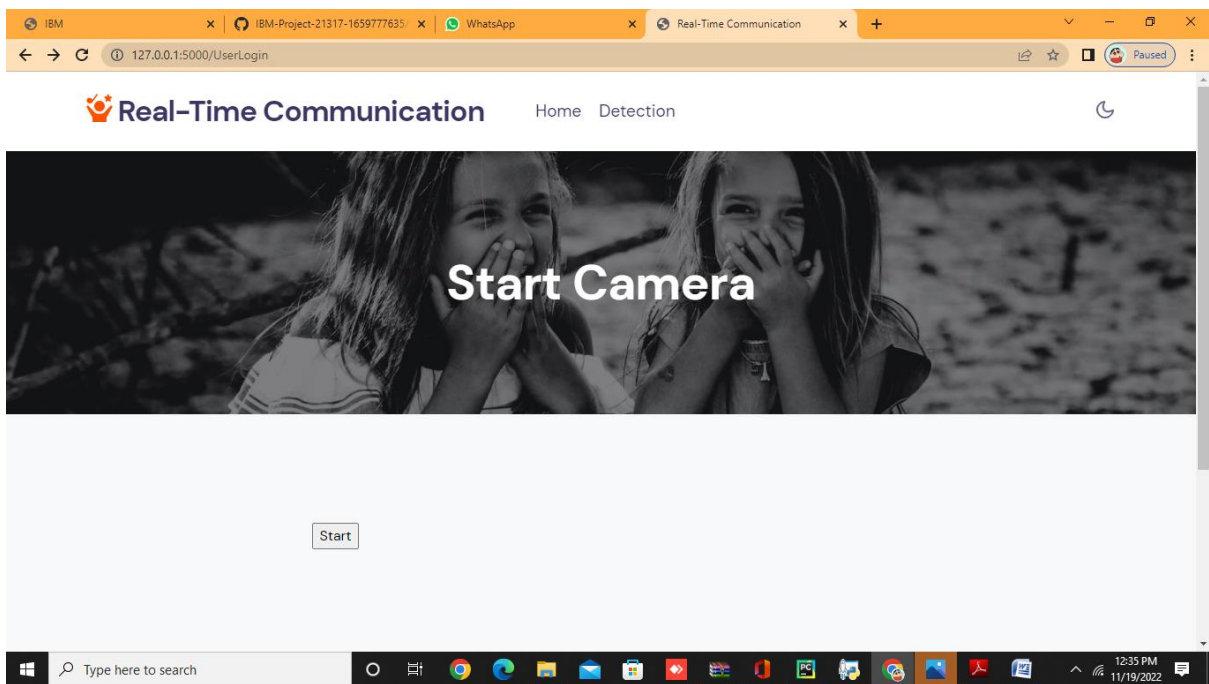 IBM
IBM-Project-21317-1659777635/
WhatsApp
Real-Time Communication
127.0.0.1:5000/UserLogin
Paused
Real-Time Communication
Home Detection
Start Camera
Start
Type here to search
PC
12:35 PM
11/19/2022